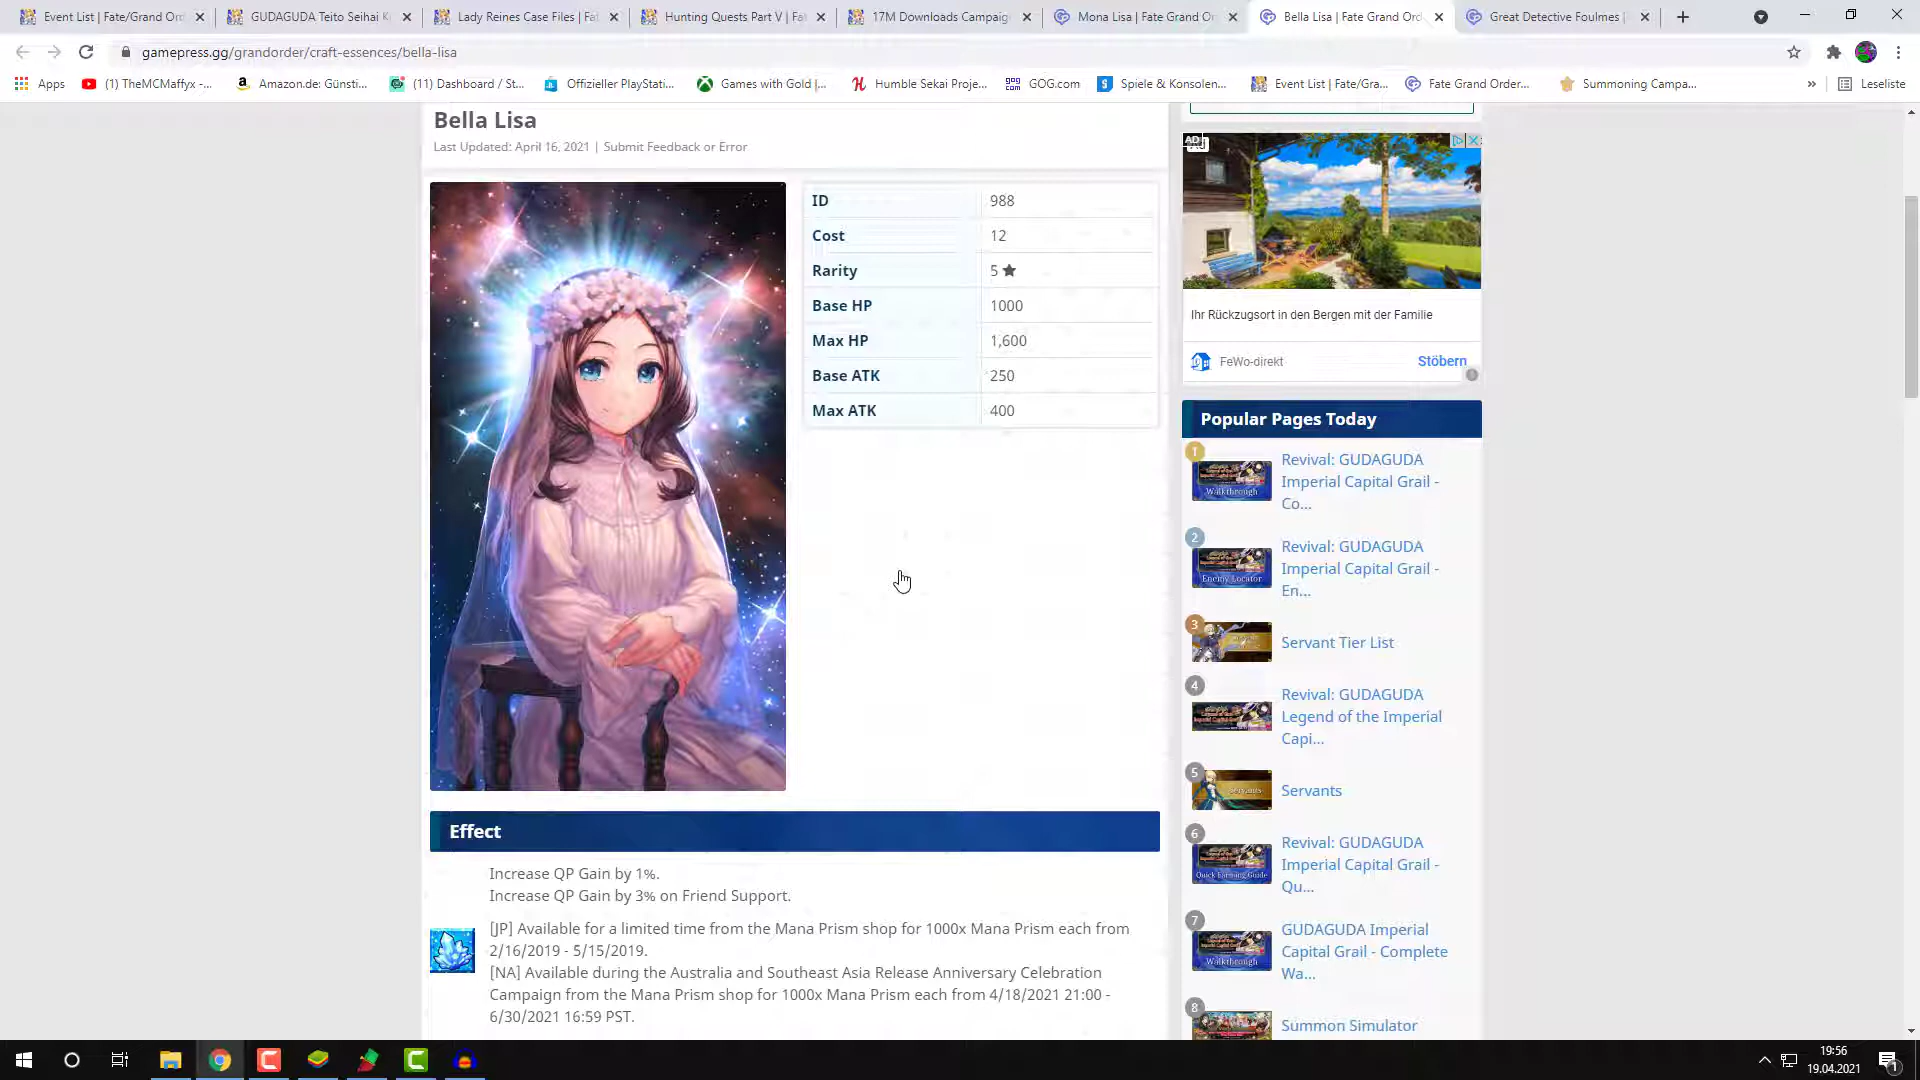 Event List | Fate/Grand Ord
GUDAGUDA Teito Seihai K
Lady Reines Case Files | Fa
Hunting Quests Part V | Fa
17M Downloads Campaig
Mona Lisa | Fate Grand Or
Bella Lisa | Fate Grand Ord
Great Detective Foulmes |
gamepress.gg/grandorder/craft-essences/bella-lisa
Apps
(1) TheMCMaffyx -...
Amazon.de: Günsti...
(11) Dashboard / St...
Offizieller PlayStati...
Games with Gold |...
Humble Sekai Proje...
GOG.com
Spiele & Konsolen...
Event List | Fate/Gra...
Fate Grand Order...
Summoning Campa...
»
Leseliste
Bella Lisa
Last Updated: April 16, 2021 | Submit Feedback or Error
ID 988
Cost 12
Rarity 5
Base HP 1000
Max HP 1,600
Base ATK 250
Max ATK 400
Effect
Increase QP Gain by 1%.
Increase QP Gain by 3% on Friend Support.
[JP] Available for a limited time from the Mana Prism shop for 1000x Mana Prism each from
2/16/2019 - 5/15/2019.
[NA] Available during the Australia and Southeast Asia Release Anniversary Celebration
Campaign from the Mana Prism shop for 1000x Mana Prism each from 4/18/2021 21:00 -
6/30/2021 16:59 PST.
Ihr Rückzugsort in den Bergen mit der Familie
FeWo-direkt
Stöbern
Popular Pages Today
1
Walkthrough
Revival: GUDAGUDA
Imperial Capital Grail -
Co...
2
Enemy Locator
Revival: GUDAGUDA
Imperial Capital Grail -
En...
3
Servant Tier List
4
Revival: GUDAGUDA
Legend of the Imperial
Capi...
5
Servants
Servants
6
Quick Earning Guide
Revival: GUDAGUDA
Imperial Capital Grail -
Qu...
7
Walkthrough
GUDAGUDA Imperial
Capital Grail - Complete
Wa...
8
Summon Simulator
19:56
19.04.2021
1